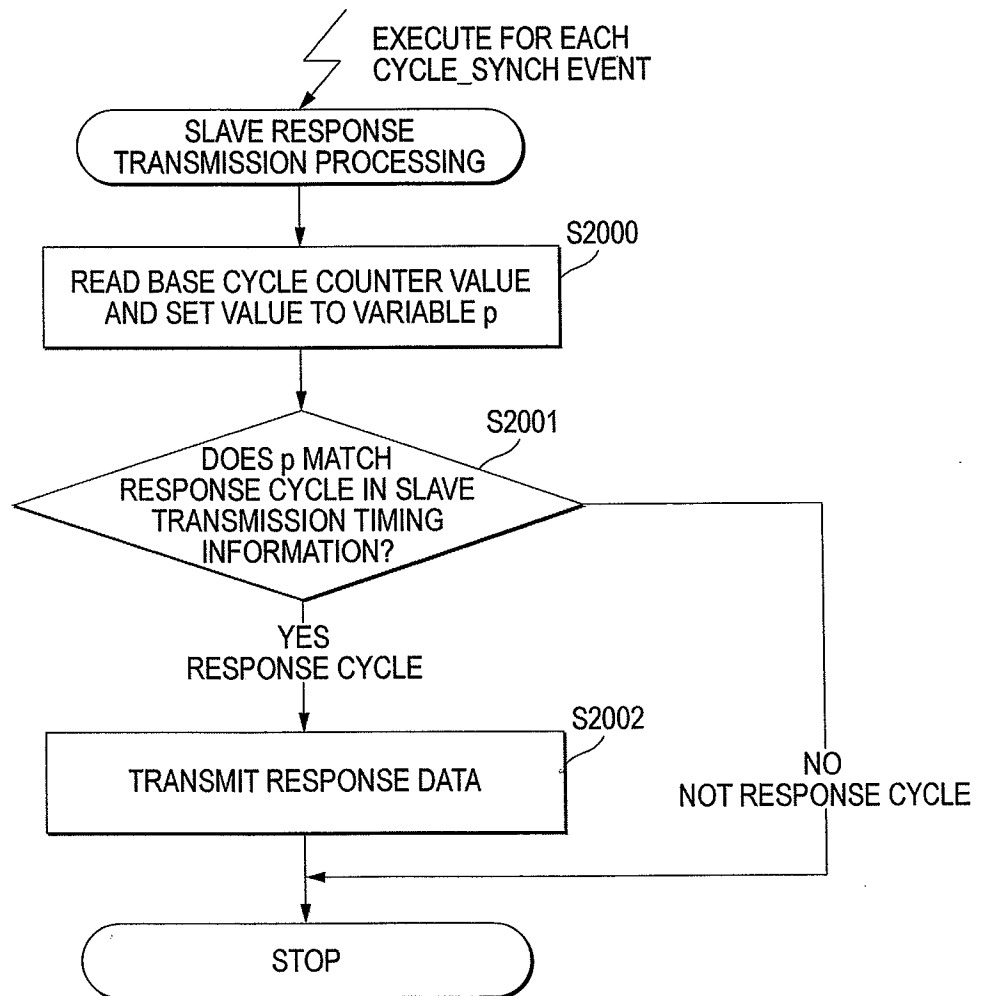 EXECUTE FOR EACH
CYCLE_SYNCH EVENT
SLAVE RESPONSE
TRANSMISSION PROCESSING
S2000
READ BASE CYCLE COUNTER VALUE
AND SET VALUE TO VARIABLE p
S2001
DOES p MATCH
RESPONSE CYCLE IN SLAVE
TRANSMISSION TIMING
INFORMATION?
YES
RESPONSE CYCLE
S2002
TRANSMIT RESPONSE DATA
NO
NOT RESPONSE CYCLE
STOP